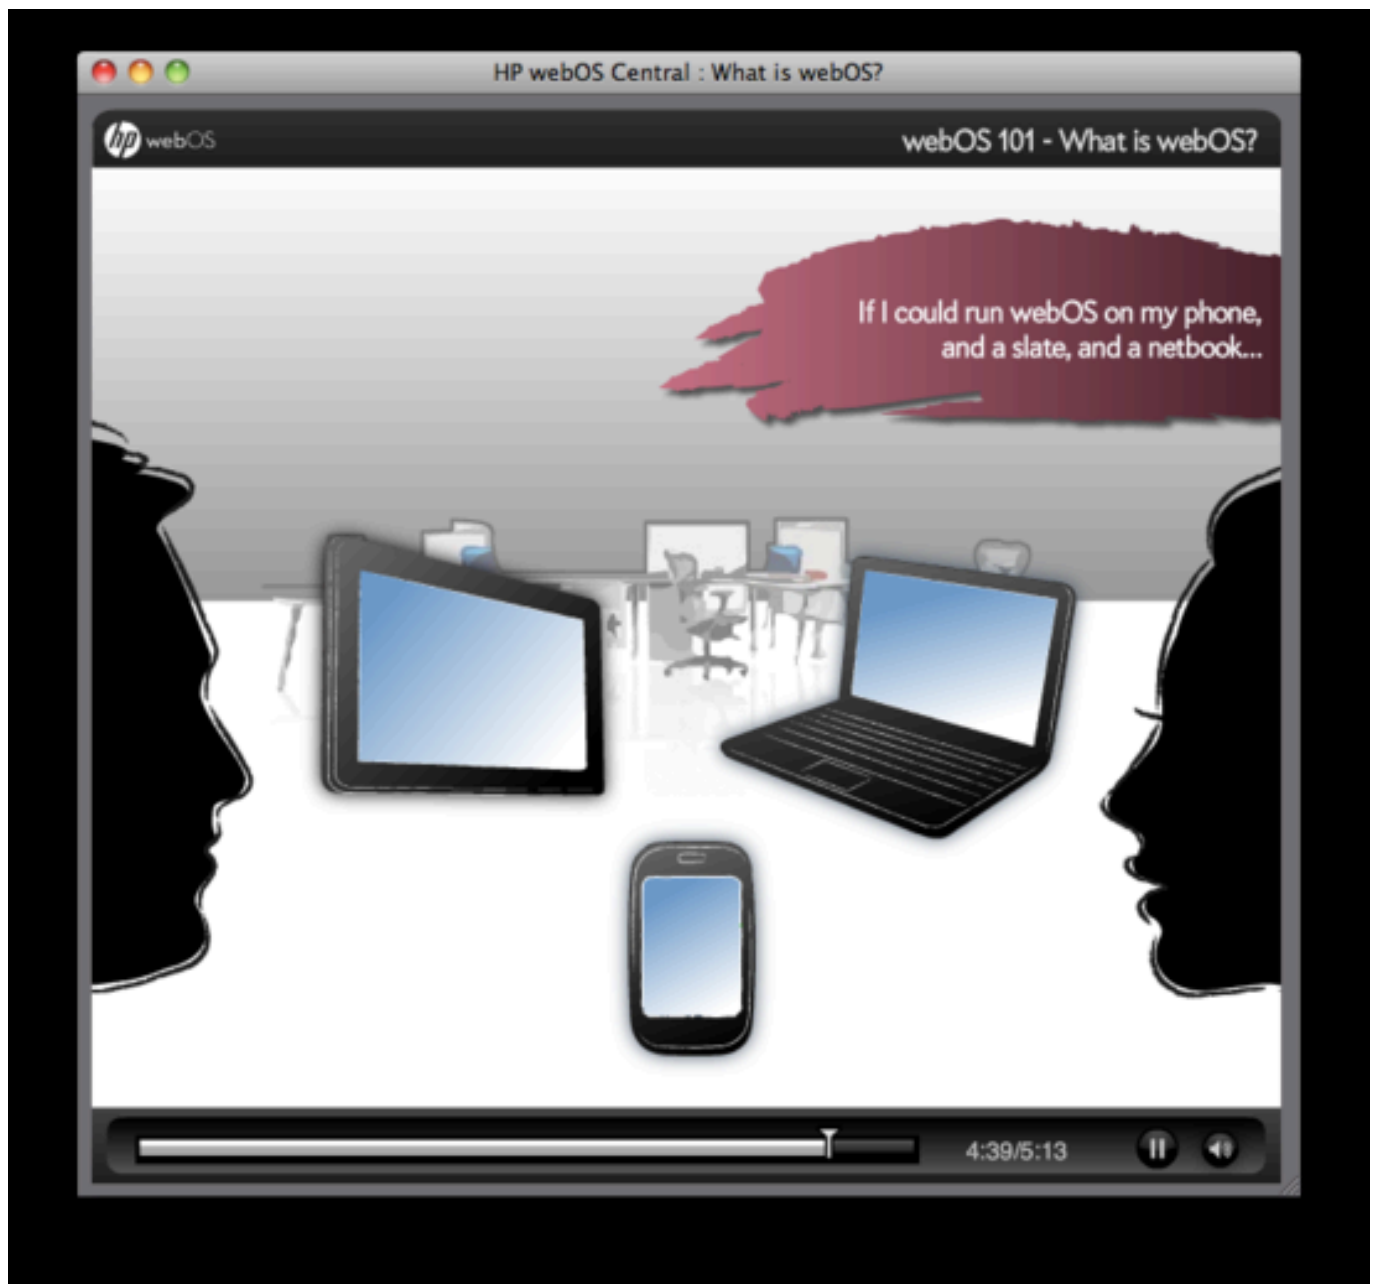 HP webOS Central : What is webOS?
hp webOS
webOS 101 - What is webOS?
If I could run webOS on my phone,
and a slate, and a netbook...
4:39/5:13